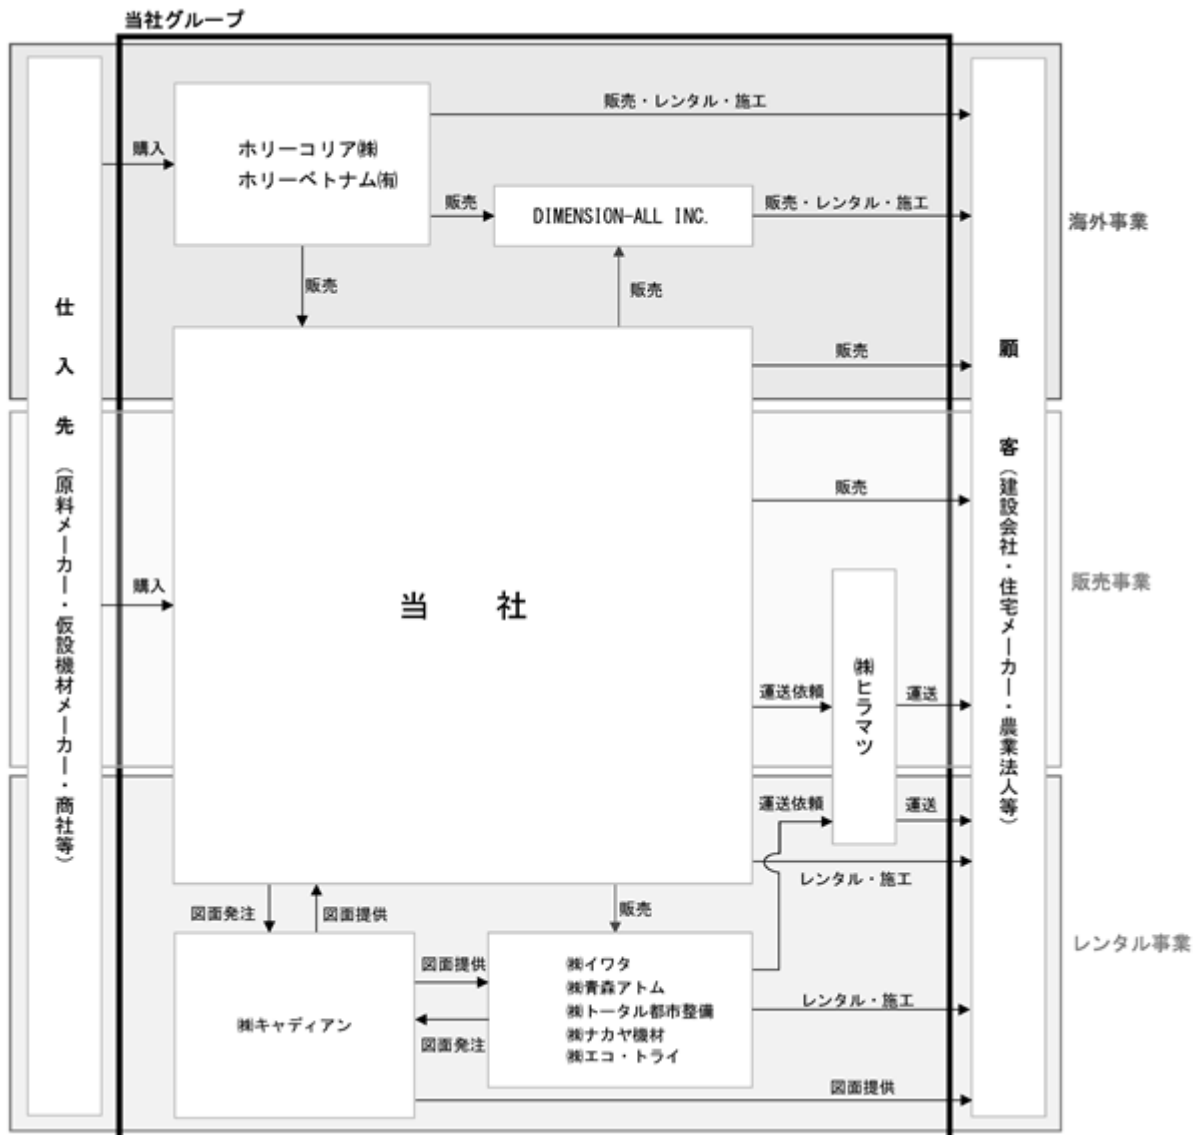 当社グループ
販売・レンタル・施工
購入
ホリーコリア㈱
ホリーベトナム㈲
販売
DIMENSION-ALL INC.
販売・レンタル・施工
海外事業
販売
販売
仕入先（原料メーカー・仮設機材メーカー・商社等）
顧客（建設会社・住宅メーカー・農業法人等）
販売
販売
購入
当社
販売事業
㈱ヒラマツ
運送依頼
運送
運送依頼
運送
レンタル・施工
図面発注
図面提供
販売
レンタル事業
図面提供
㈱イワタ
㈱青森アトム
㈱トータル都市整備
㈱ナカヤ機材
㈱エコ・トライ
レンタル・施工
㈱キャディアン
図面発注
図面提供